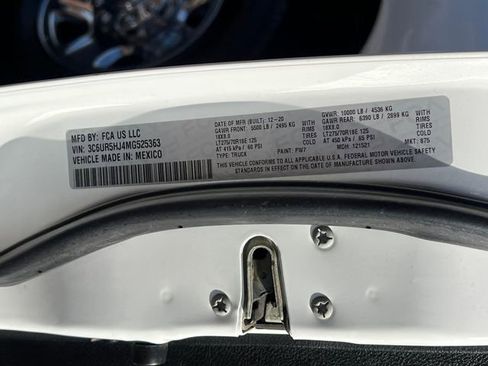 MFD BY: FCA US LLC
DATE OF MFR (BUILT): 12-20
GVWR: 10000 LB / 4536 KG
GAWR FRONT: 5500 LB / 2495 KG
GAWR REAR: 6390 LB / 2899 KG
18X8.0 RIMS
18X8.0 RIMS
LT275/70R18E 125 TIRES
LT275/70R18E 125 TIRES
AT 415 kPa / 60 PSI COLD
AT 450 kPa / 65 PSI COLD
VIN: 3C6UR5HJ4MG525363
TYPE: TRUCK
PAINT: PW7
MDH: 121521
MKT: 875
VEHICLE MADE IN: MEXICO
THIS VEHICLE CONFORMS TO ALL APPLICABLE U.S.A. FEDERAL MOTOR VEHICLE SAFETY
STANDARDS IN EFFECT ON THE DATE OF MANUFACTURE SHOWN ABOVE